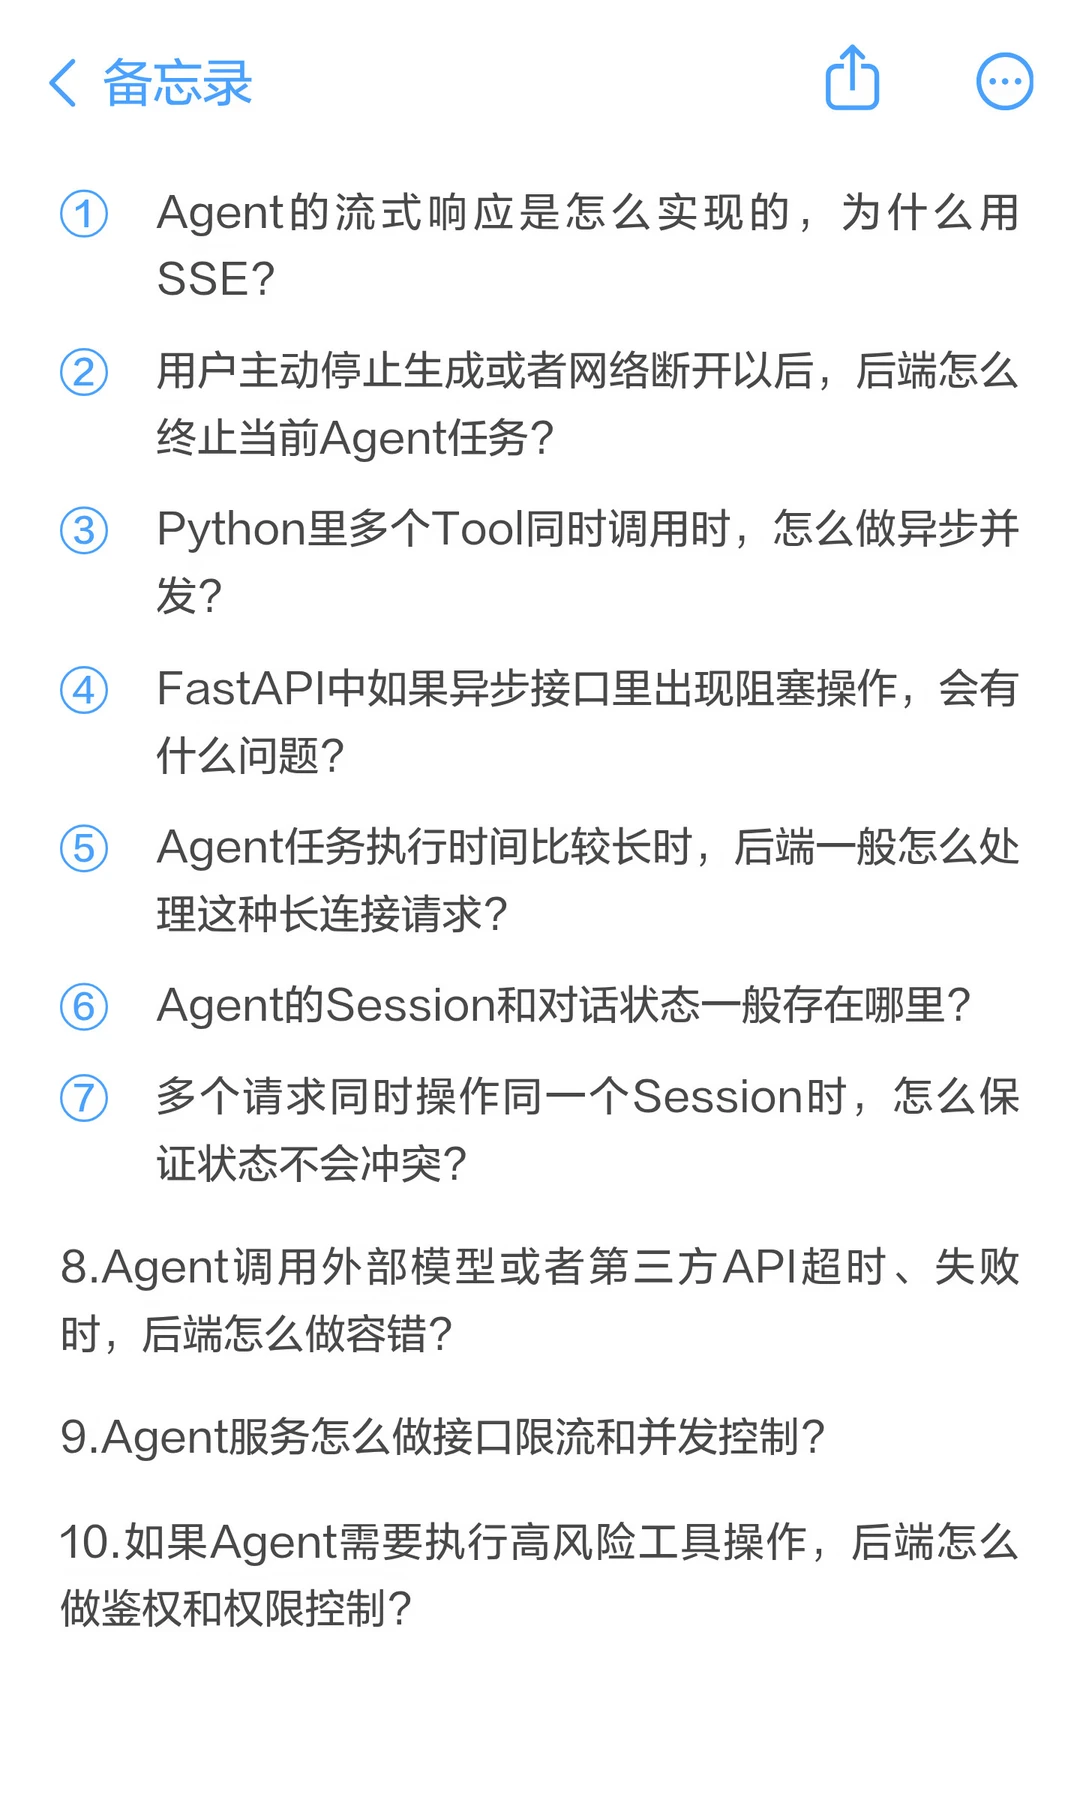 备忘录
① Agent的流式响应是怎么实现的，为什么用
SSE？
② 用户主动停止生成或者网络断开以后，后端怎么
终止当前Agent任务？
③ Python里多个Tool同时调用时，怎么做异步并
发？
④ FastAPI中如果异步接口里出现阻塞操作，会有
什么问题？
⑤ Agent任务执行时间比较长时，后端一般怎么处
理这种长连接请求？
⑥ Agent的Session和对话状态一般存在哪里？
⑦ 多个请求同时操作同一个Session时，怎么保
证状态不会冲突？
8.Agent调用外部模型或者第三方API超时、失败
时，后端怎么做容错？
9.Agent服务怎么做接口限流和并发控制？
10.如果Agent需要执行高风险工具操作，后端怎么
做鉴权和权限控制？